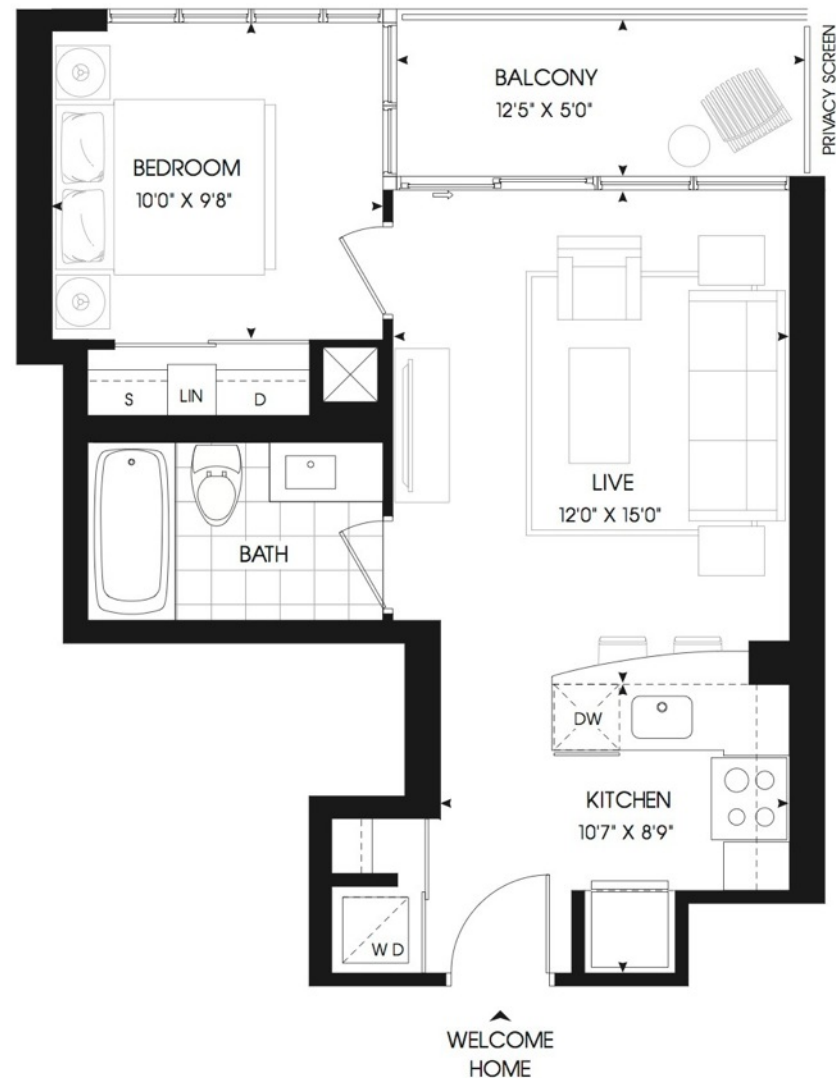 BALCONY
12'5" X 5'0"
PRIVACY SCREEN
BEDROOM
10'0" X 9'8"
S
LIN
D
LIVE
12'0" X 15'0"
BATH
DW
KITCHEN
10'7" X 8'9"
W D
WELCOME
HOME